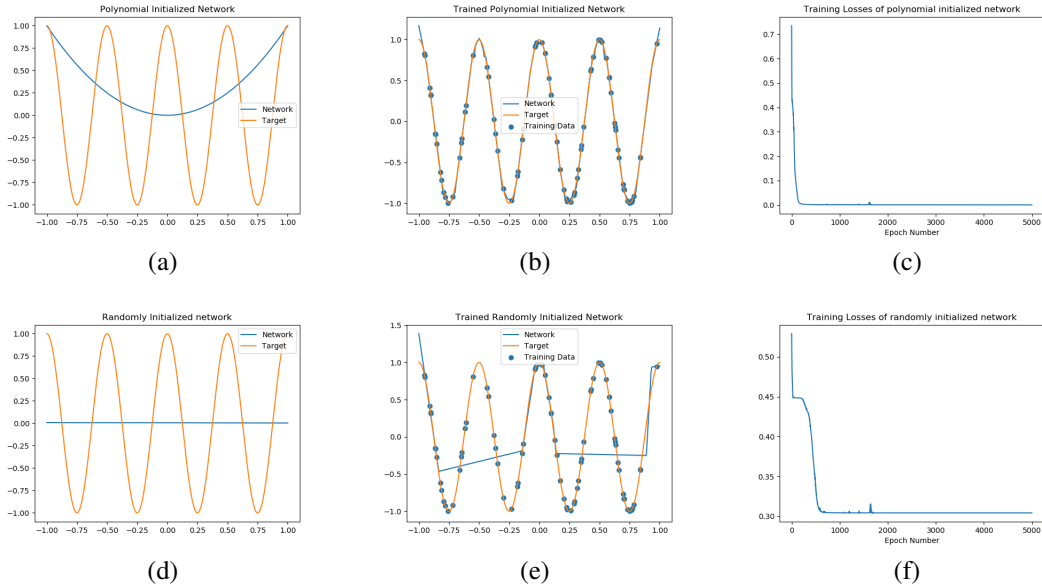 Polynomial Initialized Network
1.00
0.75
0.50
0.25
0.00
−0.25
−0.50
−0.75
−1.00
Network
Target
−1.00 −0.75 −0.50 −0.25 0.00 0.25 0.50 0.75 1.00
(a)
Trained Polynomial Initialized Network
1.0
0.5
0.0
−0.5
−1.0
Network
Target
Training Data
−1.00 −0.75 −0.50 −0.25 0.00 0.25 0.50 0.75 1.00
(b)
Training Losses of polynomial initialized network
0.7
0.6
0.5
0.4
0.3
0.2
0.1
0.0
0 1000 2000 3000 4000 5000
Epoch Number
(c)
Randomly Initialized network
1.00
0.75
0.50
0.25
0.00
−0.25
−0.50
−0.75
−1.00
Network
Target
−1.00 −0.75 −0.50 −0.25 0.00 0.25 0.50 0.75 1.00
(d)
Trained Randomly Initialized Network
1.5
1.0
0.5
0.0
−0.5
−1.0
Network
Target
Training Data
−1.00 −0.75 −0.50 −0.25 0.00 0.25 0.50 0.75 1.00
(e)
Training Losses of randomly initialized network
0.50
0.45
0.40
0.35
0.30
0 1000 2000 3000 4000 5000
Epoch Number
(f)